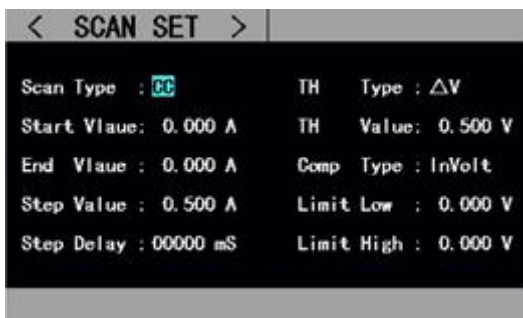 < SCAN SET >
Scan Type : CC TH Type : △V
Start Vlaue: 0.000 A TH Value: 0.500 V
End Vlaue : 0.000 A Comp Type : InVolt
Step Value : 0.500 A Limit Low : 0.000 V
Step Delay : 00000 mS Limit High : 0.000 V